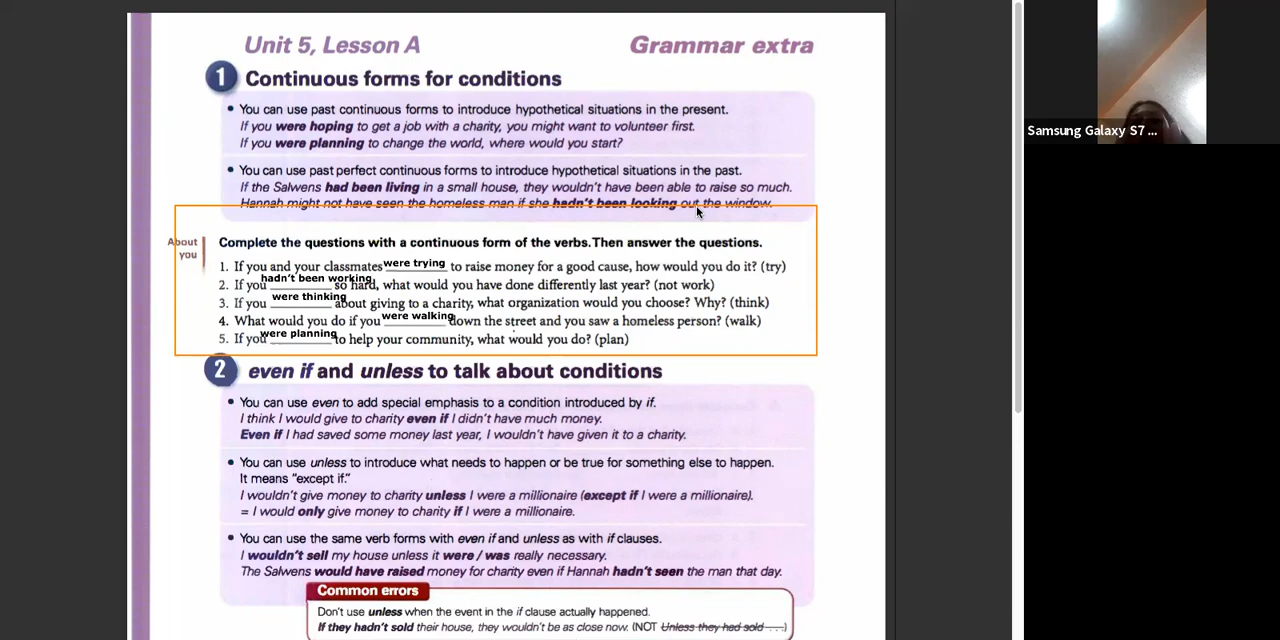 Unit 5, Lesson A
Grammar extra
1 Continuous forms for conditions
• You can use past continuous forms to introduce hypothetical situations in the present.
If you were hoping to get a job with a charity, you might want to volunteer first.
If you were planning to change the world, where would you start?
• You can use past perfect continuous forms to introduce hypothetical situations in the past.
If the Salwens had been living in a small house, they wouldn't have been able to raise so much.
Hannah might not have seen the homeless man if she hadn't been looking out the window.
About
you
Complete the questions with a continuous form of the verbs. Then answer the questions.
1. If you and your classmates were trying to raise money for a good cause, how would you do it? (try)
2. If you hadn't been working so hard, what would you have done differently last year? (not work)
3. If you were thinking about giving to a charity, what organization would you choose? Why? (think)
4. What would you do if you were walking down the street and you saw a homeless person? (walk)
5. If you were planning to help your community, what would you do? (plan)
2 even if and unless to talk about conditions
• You can use even to add special emphasis to a condition introduced by if.
I think I would give to charity even if I didn't have much money.
Even if I had saved some money last year, I wouldn't have given it to a charity.
• You can use unless to introduce what needs to happen or be true for something else to happen.
It means "except if."
I wouldn't give money to charity unless I were a millionaire (except if I were a millionaire).
= I would only give money to charity if I were a millionaire.
• You can use the same verb forms with even if and unless as with if clauses.
I wouldn't sell my house unless it were / was really necessary.
The Salwens would have raised money for charity even if Hannah hadn't seen the man that day.
Common errors
Don't use unless when the event in the if clause actually happened.
If they hadn't sold their house, they wouldn't be as close now. (NOT Unless they had sold . . .)
Samsung Galaxy S7 ...